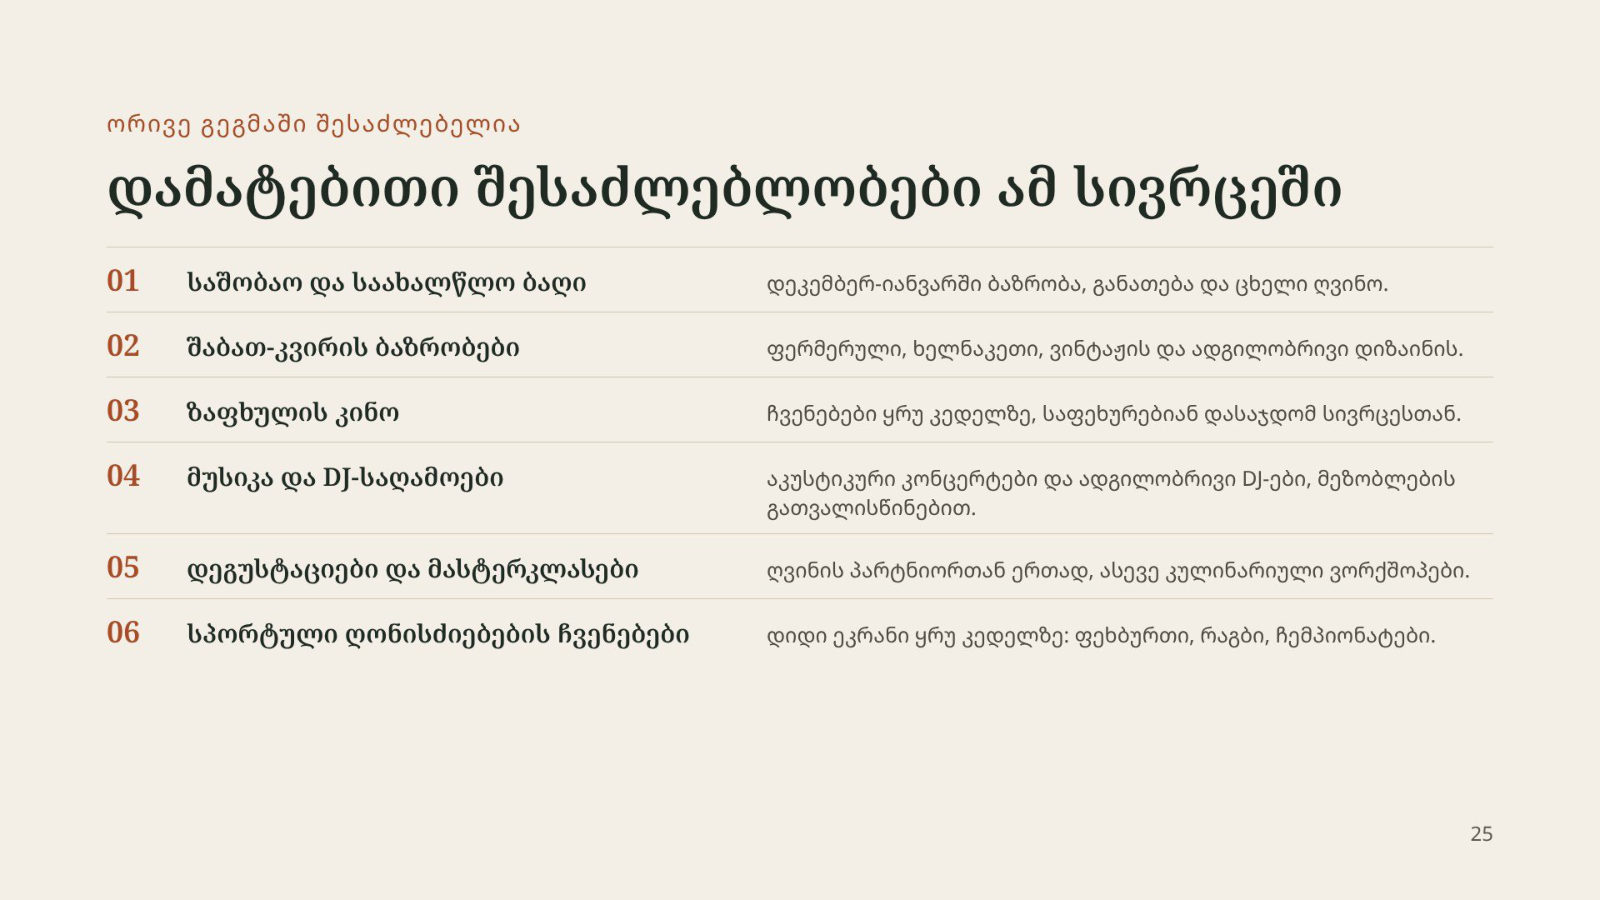 ორივე გეგმაში შესაძლებელია
დამატებითი შესაძლებლობები ამ სივრცეში
01 საშობაო და საახალწლო ბაღი დეკემბერ-იანვარში ბაზრობა, განათება და ცხელი ღვინო.
02 შაბათ-კვირის ბაზრობები ფერმერული, ხელნაკეთი, ვინტაჟის და ადგილობრივი დიზაინის.
03 ზაფხულის კინო ჩვენებები ყრუ კედელზე, საფეხურებიან დასაჯდომ სივრცესთან.
04 მუსიკა და DJ-საღამოები აკუსტიკური კონცერტები და ადგილობრივი DJ-ები, მეზობლების
გათვალისწინებით.
05 დეგუსტაციები და მასტერკლასები ღვინის პარტნიორთან ერთად, ასევე კულინარიული ვორქშოპები.
06 სპორტული ღონისძიებების ჩვენებები დიდი ეკრანი ყრუ კედელზე: ფეხბურთი, რაგბი, ჩემპიონატები.
25